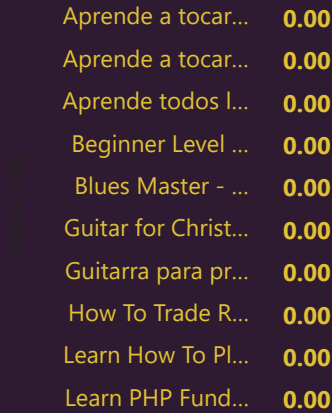 Aprende a tocar... 0.00
Aprende a tocar... 0.00
Aprende todos l... 0.00
Beginner Level ... 0.00
Blues Master - ... 0.00
Guitar for Christ... 0.00
Guitarra para pr... 0.00
How To Trade R... 0.00
Learn How To Pl... 0.00
Learn PHP Fund... 0.00